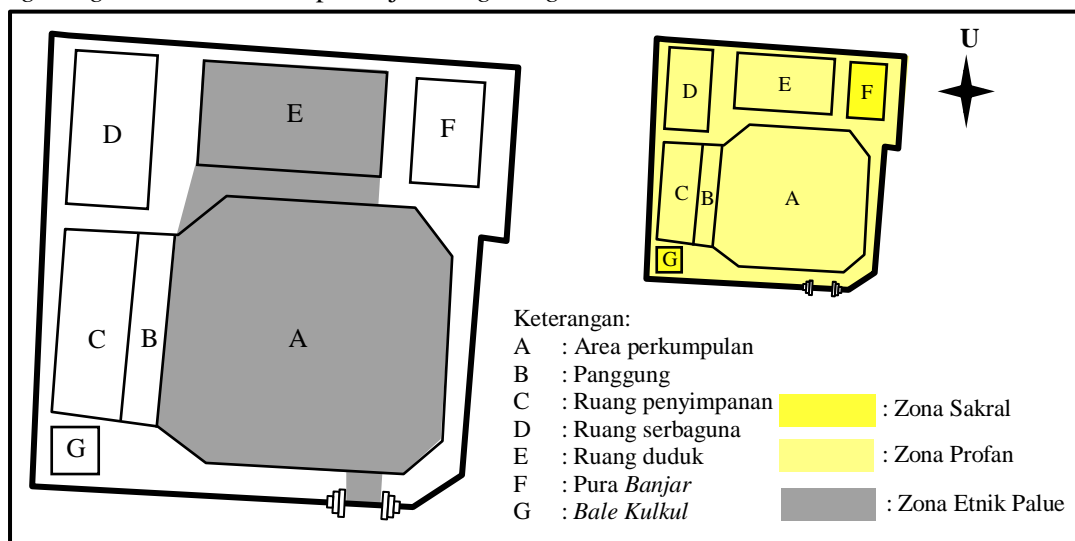 U
D
E
F
C
B
A
G
D
E
F
C
B
A
G
Keterangan:
A : Area perkumpulan
B : Panggung
C : Ruang penyimpanan
D : Ruang serbaguna
E : Ruang duduk
F : Pura Banjar
G : Bale Kulkul
: Zona Sakral
: Zona Profan
: Zona Etnik Palue